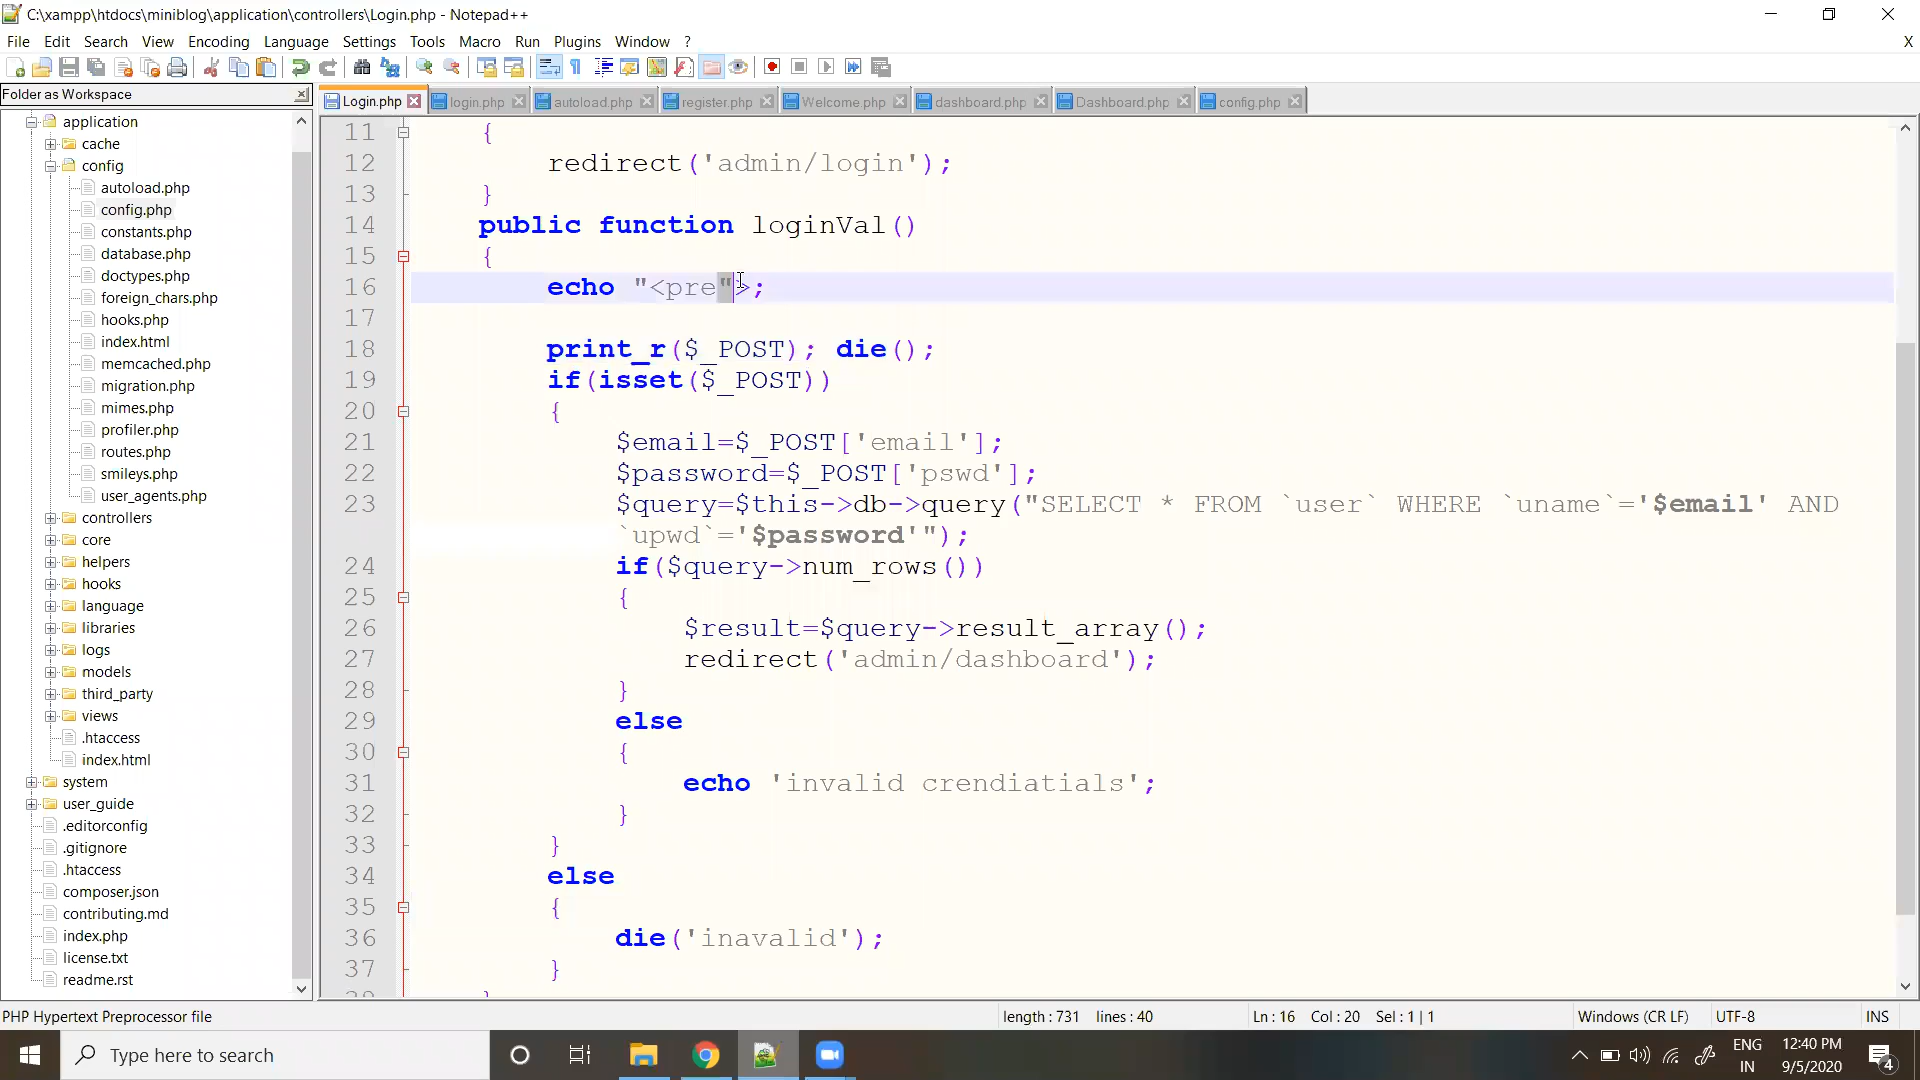 C:\xampp\htdocs\miniblog\application\controllers\Login.php - Notepad++
File Edit Search View Encoding Language Settings Tools Macro Run Plugins Window ? X
Folder as Workspace
Login.php login.php autoload.php register.php Welcome.php dashboard.php Dashboard.php config.php
application
cache
config
autoload.php
config.php
constants.php
database.php
doctypes.php
foreign_chars.php
hooks.php
index.html
memcached.php
migration.php
mimes.php
profiler.php
routes.php
smileys.php
user_agents.php
controllers
core
helpers
hooks
language
libraries
logs
models
third_party
views
.htaccess
index.html
system
user_guide
.editorconfig
.gitignore
.htaccess
composer.json
contributing.md
index.php
license.txt
readme.rst
11 {
12 redirect('admin/login');
13 }
14 public function loginVal()
15 {
16 echo "<pre">;
17
18 print_r($_POST); die();
19 if(isset($_POST))
20 {
21 $email=$_POST['email'];
22 $password=$_POST['pswd'];
23 $query=$this->db->query("SELECT * FROM `user` WHERE `uname`='$email' AND
`upwd`='$password'");
24 if($query->num_rows())
25 {
26 $result=$query->result_array();
27 redirect('admin/dashboard');
28 }
29 else
30 {
31 echo 'invalid crendiatials';
32 }
33 }
34 else
35 {
36 die('inavalid');
37 }
PHP Hypertext Preprocessor file length : 731 lines : 40 Ln : 16 Col : 20 Sel : 1 | 1 Windows (CR LF) UTF-8 INS
Type here to search
ENG
IN
12:40 PM
9/5/2020
4